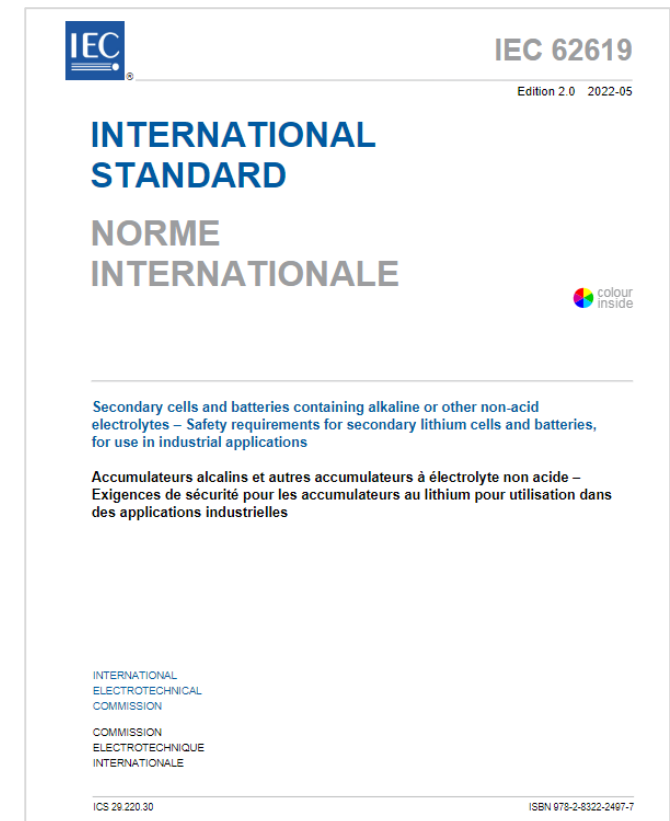 IEC
®
IEC 62619
Edition 2.0 2022-05
INTERNATIONAL
STANDARD
NORME
INTERNATIONALE
colour
inside
Secondary cells and batteries containing alkaline or other non-acid
electrolytes – Safety requirements for secondary lithium cells and batteries,
for use in industrial applications
Accumulateurs alcalins et autres accumulateurs à électrolyte non acide –
Exigences de sécurité pour les accumulateurs au lithium pour utilisation dans
des applications industrielles
INTERNATIONAL
ELECTROTECHNICAL
COMMISSION
COMMISSION
ELECTROTECHNIQUE
INTERNATIONALE
ICS 29.220.30
ISBN 978-2-8322-2497-7